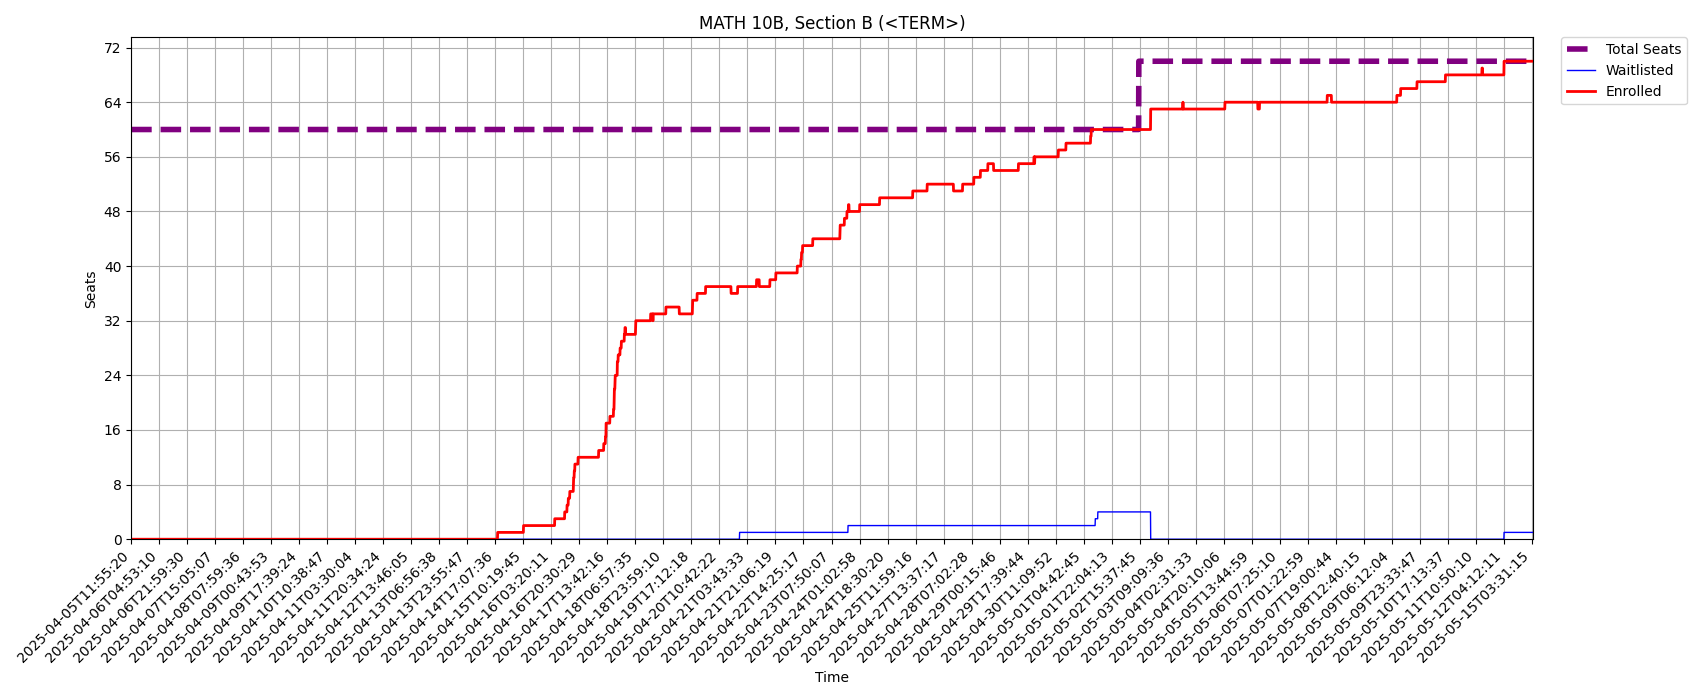 MATH 10B, Section B (<TERM>)
Total Seats
Waitlisted
Enrolled
72
64
56
48
40
32
24
16
8
0
Seats
2025-04-05T11:55:20
2025-04-06T04:53:10
2025-04-06T21:59:30
2025-04-07T15:05:07
2025-04-08T07:59:36
2025-04-09T00:43:53
2025-04-09T17:39:24
2025-04-10T10:38:47
2025-04-11T03:30:04
2025-04-11T20:34:24
2025-04-12T13:46:05
2025-04-13T06:56:38
2025-04-13T23:55:47
2025-04-14T17:07:36
2025-04-15T10:19:45
2025-04-16T03:20:11
2025-04-16T20:30:29
2025-04-17T13:42:16
2025-04-18T06:57:35
2025-04-18T23:59:10
2025-04-19T17:12:18
2025-04-20T10:42:22
2025-04-21T03:43:33
2025-04-21T21:06:19
2025-04-22T14:25:17
2025-04-23T07:50:07
2025-04-24T01:02:58
2025-04-24T18:30:20
2025-04-25T11:59:16
2025-04-27T13:37:17
2025-04-28T07:02:28
2025-04-29T00:15:46
2025-04-29T17:39:44
2025-04-30T11:09:52
2025-05-01T04:42:45
2025-05-01T22:04:13
2025-05-02T15:37:45
2025-05-03T09:09:36
2025-05-04T02:31:33
2025-05-04T20:10:06
2025-05-05T13:44:59
2025-05-06T07:25:10
2025-05-07T01:22:59
2025-05-07T19:00:44
2025-05-08T12:40:15
2025-05-09T06:12:04
2025-05-09T23:33:47
2025-05-10T17:13:37
2025-05-11T10:50:10
2025-05-12T04:12:11
2025-05-15T03:31:15
Time